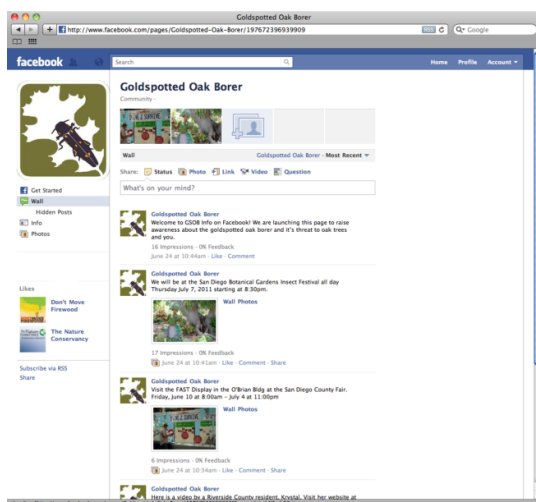 Goldspotted Oak Borer
http://www.facebook.com/pages/Goldspotted-Oak-Borer/197672396939909
Google
facebook
Search
Home
Profile
Account
Goldspotted Oak Borer
Community ·
Wall
Goldspotted Oak Borer · Most Recent
Share:
Status
Photo
Link
Video
Question
What's on your mind?
Get Started
Wall
Hidden Posts
Info
Photos
Likes
Don't Move
Firewood
The Nature
Conservancy
Subscribe via RSS
Share
Goldspotted Oak Borer
Welcome to GSOB Info on Facebook! We are launching this page to raise
awareness about the goldspotted oak borer and it's threat to oak trees
and you.
16 Impressions · 0% Feedback
June 24 at 10:44am · Like · Comment
Goldspotted Oak Borer
We will be at the San Diego Botanical Gardens Insect Festival all day
Thursday July 7, 2011 starting at 8:30pm.
Wall Photos
17 Impressions · 0% Feedback
June 24 at 10:41am · Like · Comment · Share
Goldspotted Oak Borer
Visit the FAST Display in the O'Brian Bldg at the San Diego County Fair.
Friday, June 10 at 8:00am - July 4 at 11:00pm
Wall Photos
6 Impressions · 0% Feedback
June 24 at 10:34am · Like · Comment · Share
Goldspotted Oak Borer
Here is a video by a Riverside County resident, Krystal. Visit her website at